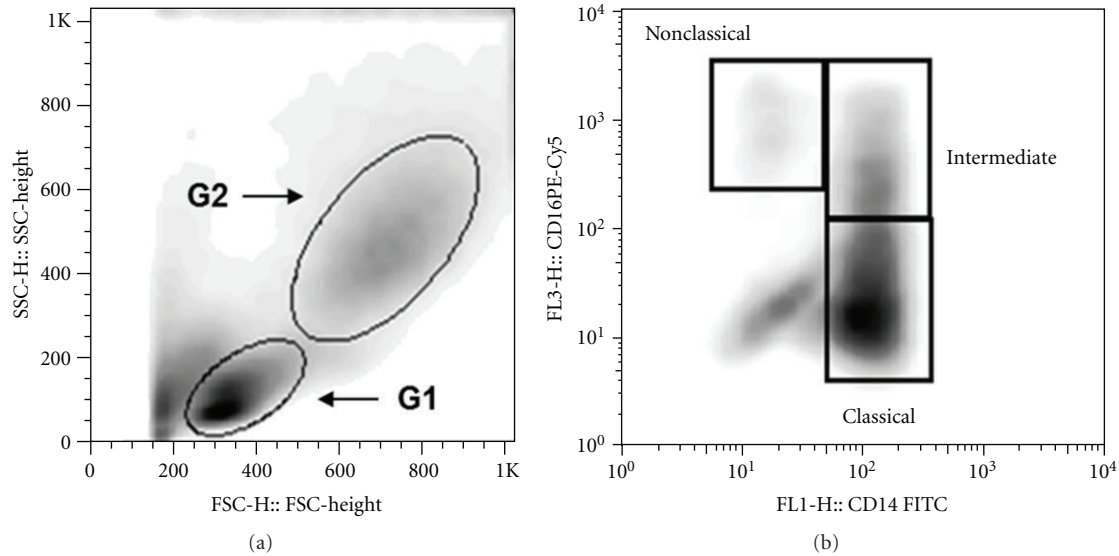 1K
800
600
400
200
0
0 200 400 600 800 1K
SSC-H:: SSC-height
FSC-H:: FSC-height
G2
G1
(a)
10⁴
10³
10²
10¹
10⁰
10⁰ 10¹ 10² 10³ 10⁴
FL3-H:: CD16PE-Cy5
FL1-H:: CD14 FITC
Nonclassical
Intermediate
Classical
(b)